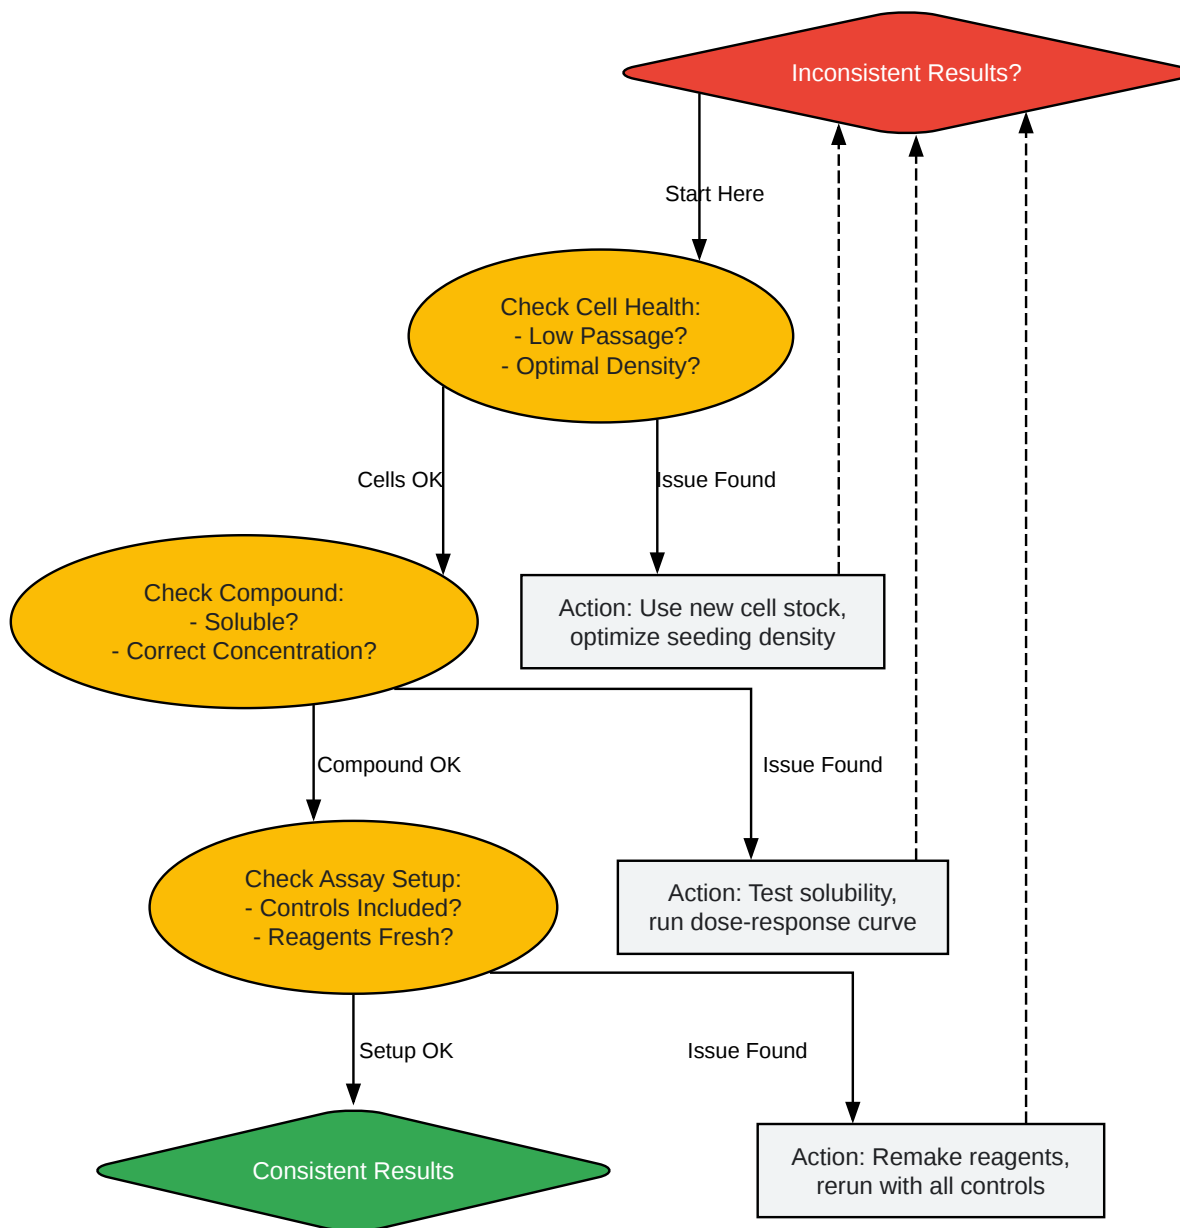 Inconsistent Results?
Start Here
Check Cell Health:
- Low Passage?
- Optimal Density?
Cells OK
Issue Found
Check Compound:
- Soluble?
- Correct Concentration?
Action: Use new cell stock,
optimize seeding density
Compound OK
Issue Found
Check Assay Setup:
- Controls Included?
- Reagents Fresh?
Action: Test solubility,
run dose-response curve
Setup OK
Issue Found
Consistent Results
Action: Remake reagents,
rerun with all controls